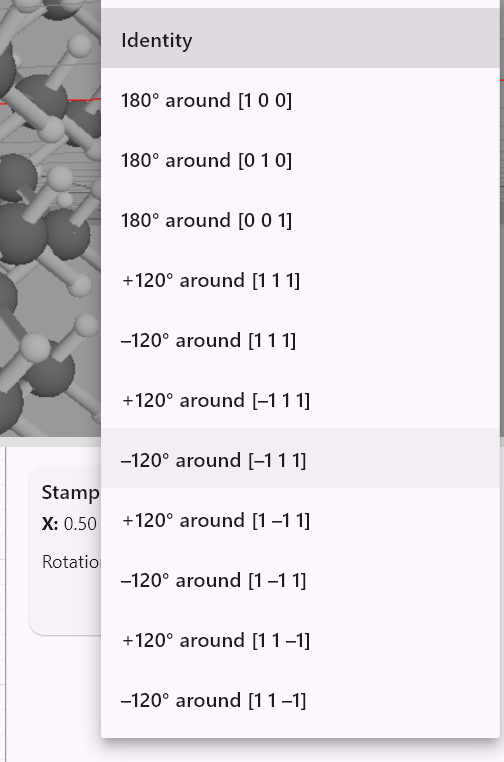 Identity
180° around [1 0 0]
180° around [0 1 0]
180° around [0 0 1]
+120° around [1 1 1]
–120° around [1 1 1]
+120° around [–1 1 1]
–120° around [–1 1 1]
Stamp
+120° around [1 –1 1]
X: 0.50
Rotatio
–120° around [1 –1 1]
+120° around [1 1 –1]
–120° around [1 1 –1]